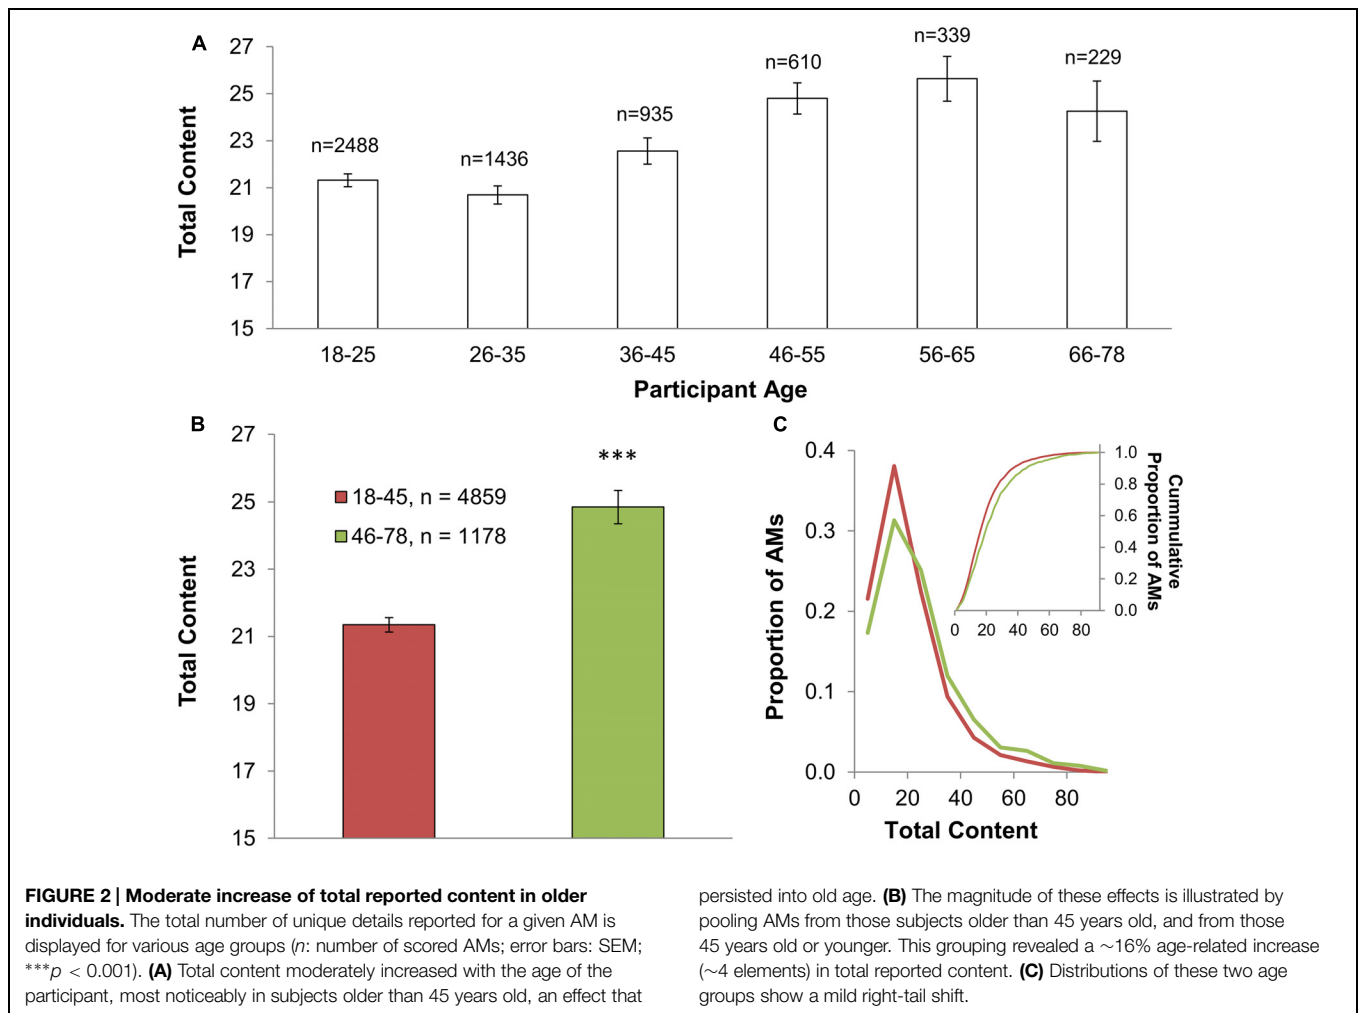 A
27
25
23
21
19
17
15
Total Content
n=2488
n=1436
n=935
n=610
n=339
n=229
18-25
26-35
36-45
46-55
56-65
66-78
Participant Age
B
27
25
23
21
19
17
15
Total Content
18-45, n = 4859
46-78, n = 1178
***
C
0.4
0.3
0.2
0.1
0.0
Proportion of AMs
0
20
40
60
80
Total Content
1.0
0.8
0.6
0.4
0.2
0.0
Cummulative
Proportion of AMs
0
20
40
60
80
FIGURE 2 | Moderate increase of total reported content in older
individuals. The total number of unique details reported for a given AM is
displayed for various age groups (n: number of scored AMs; error bars: SEM;
***p < 0.001). (A) Total content moderately increased with the age of the
participant, most noticeably in subjects older than 45 years old, an effect that
persisted into old age. (B) The magnitude of these effects is illustrated by
pooling AMs from those subjects older than 45 years old, and from those
45 years old or younger. This grouping revealed a ∼16% age-related increase
(∼4 elements) in total reported content. (C) Distributions of these two age
groups show a mild right-tail shift.